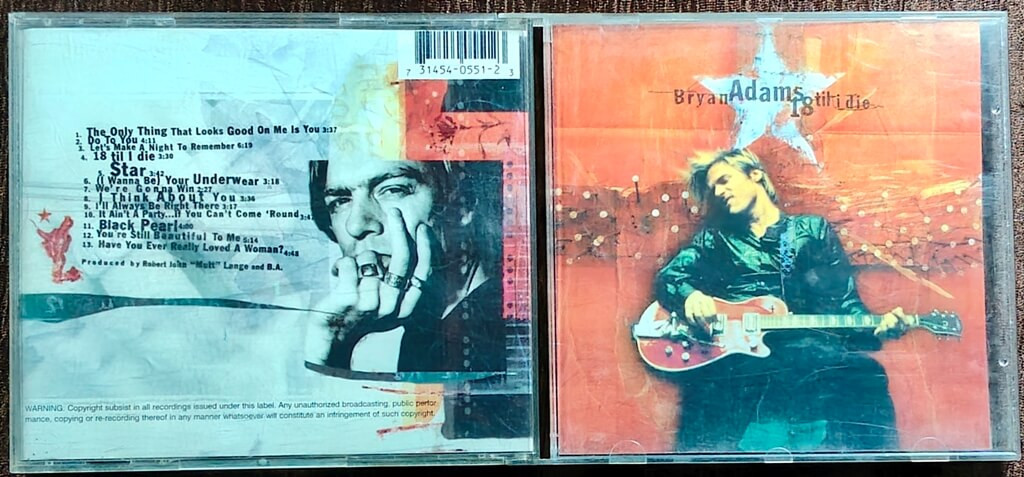 7 31454-0551-2 3
1. The Only Thing That Looks Good On Me Is You 3:37
2. Do To You 4:11
3. Let's Make A Night To Remember 6:19
4. 18 til I die 3:30
Star 3:42
6. (I Wanna Be) Your Underwear 3:18
7. We're Gonna Win 2:27
8. I Think About You 3:36
9. I'll Always Be Right There 3:17
10. It Ain't A Party...If You Can't Come 'Round 3:42
11. Black Pearl 4:00
12. You're Still Beautiful To Me 5:14
13. Have You Ever Really Loved A Woman? 4:48
Produced by Robert John "Mutt" Lange and B.A.
WARNING: Copyright subsist in all recordings issued under this label. Any unauthorized broadcasting, public perfor-
mance, copying or re-recording thereof in any manner whatsoever will constitute an infringement of such copyright.
Bryan Adams
18 til i die